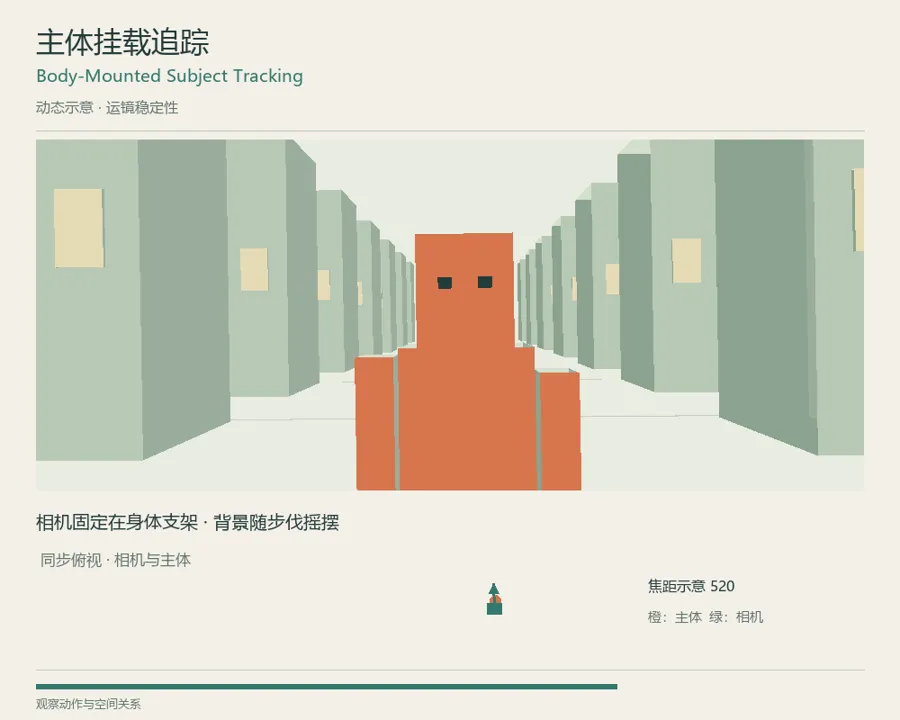 主体挂载追踪
Body-Mounted Subject Tracking
动态示意 · 运镜稳定性
相机固定在身体支架 · 背景随步伐摇摆
同步俯视 · 相机与主体
焦距示意 520
橙：主体 绿：相机
观察动作与空间关系